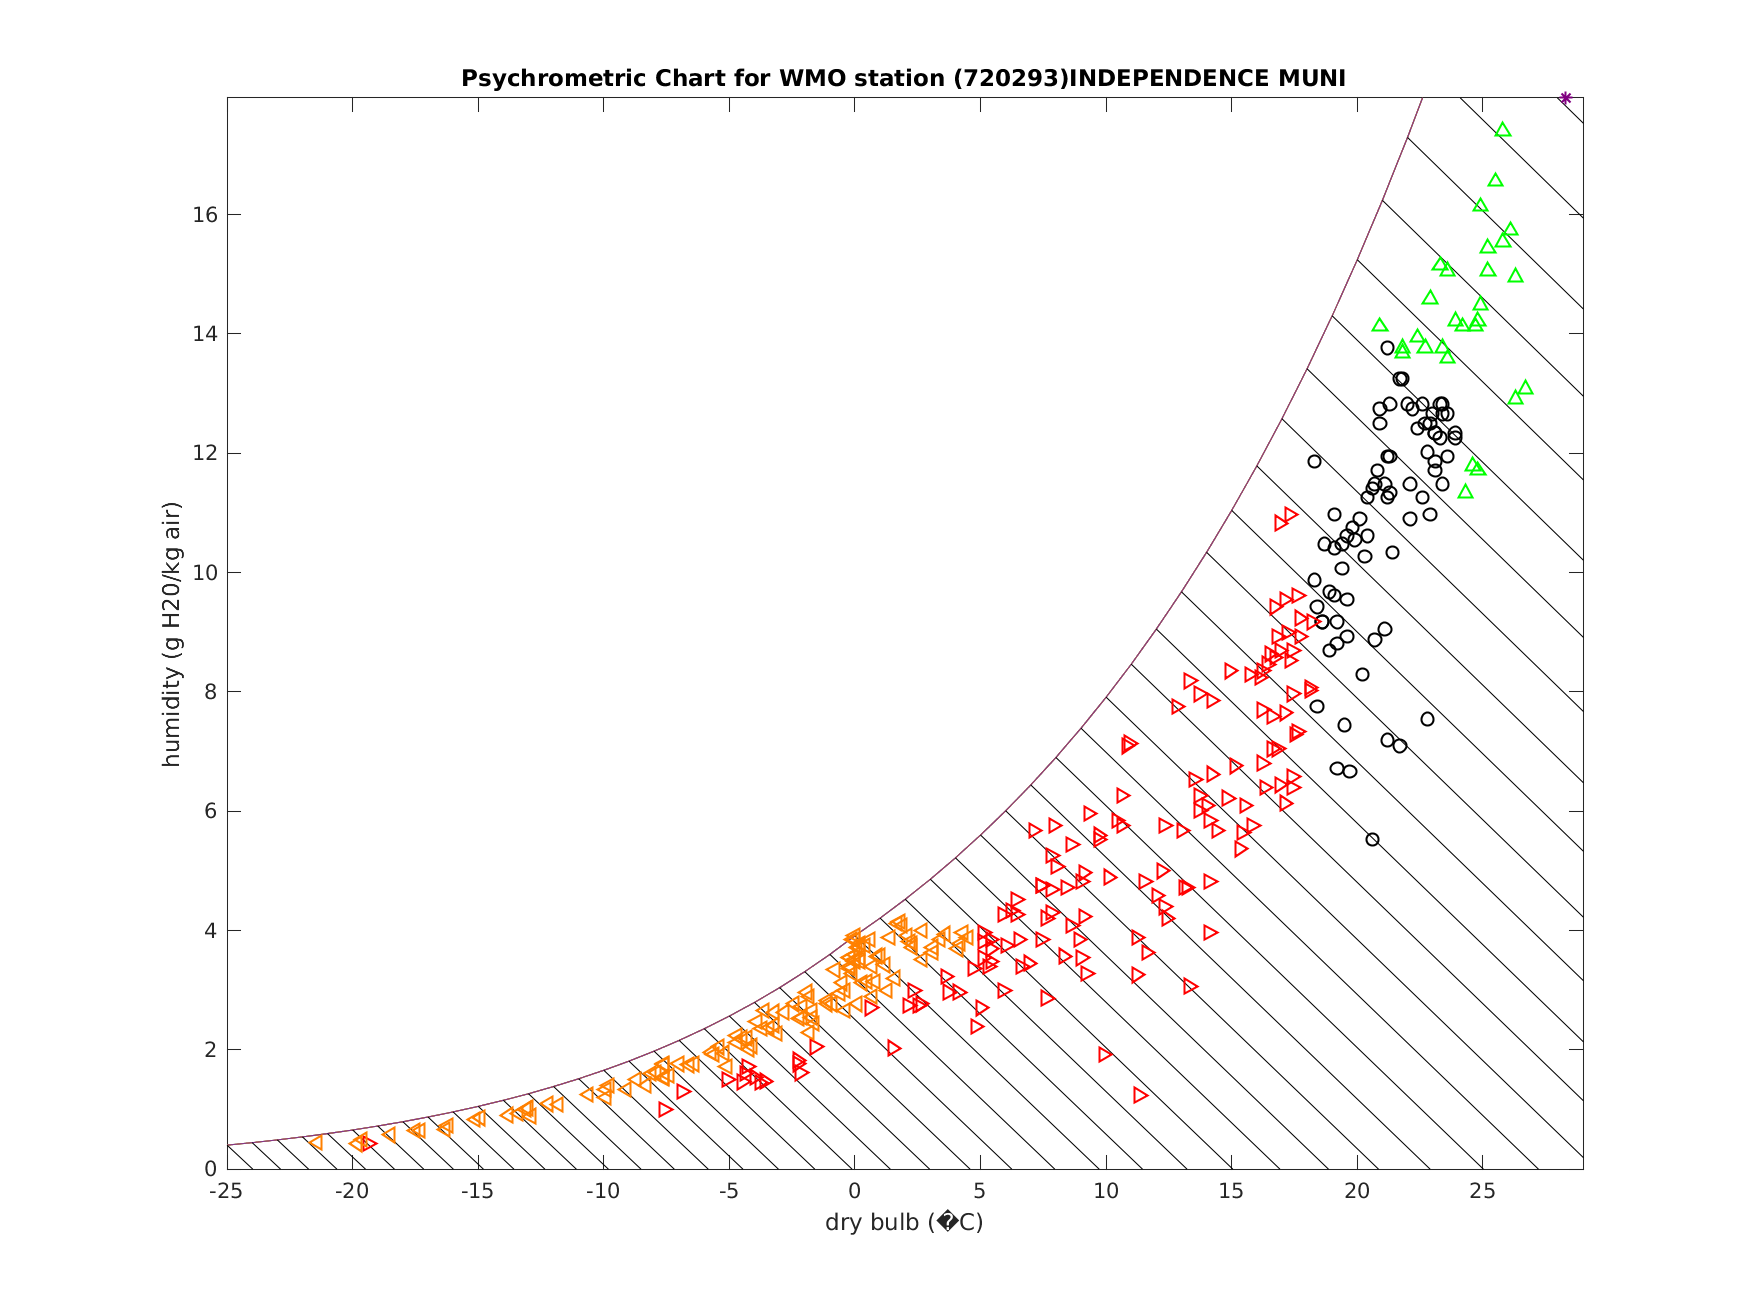 Psychrometric Chart for WMO station (720293)INDEPENDENCE MUNI
humidity (g H20/kg air)
16
14
12
10
8
6
4
2
0
-25 -20 -15 -10 -5 0 5 10 15 20 25
dry bulb (�C)